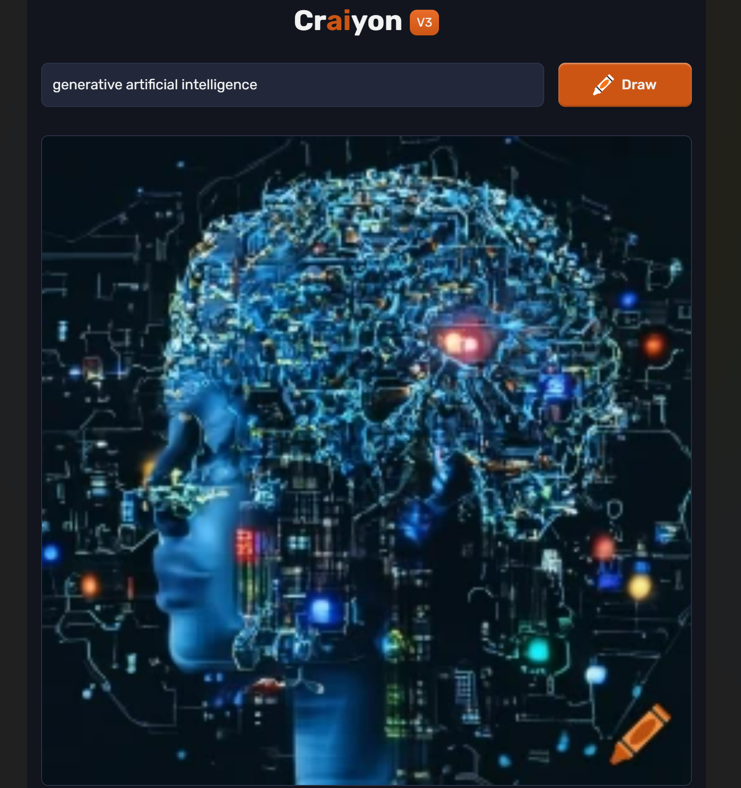 Craiyon V3
generative artificial intelligence
Draw